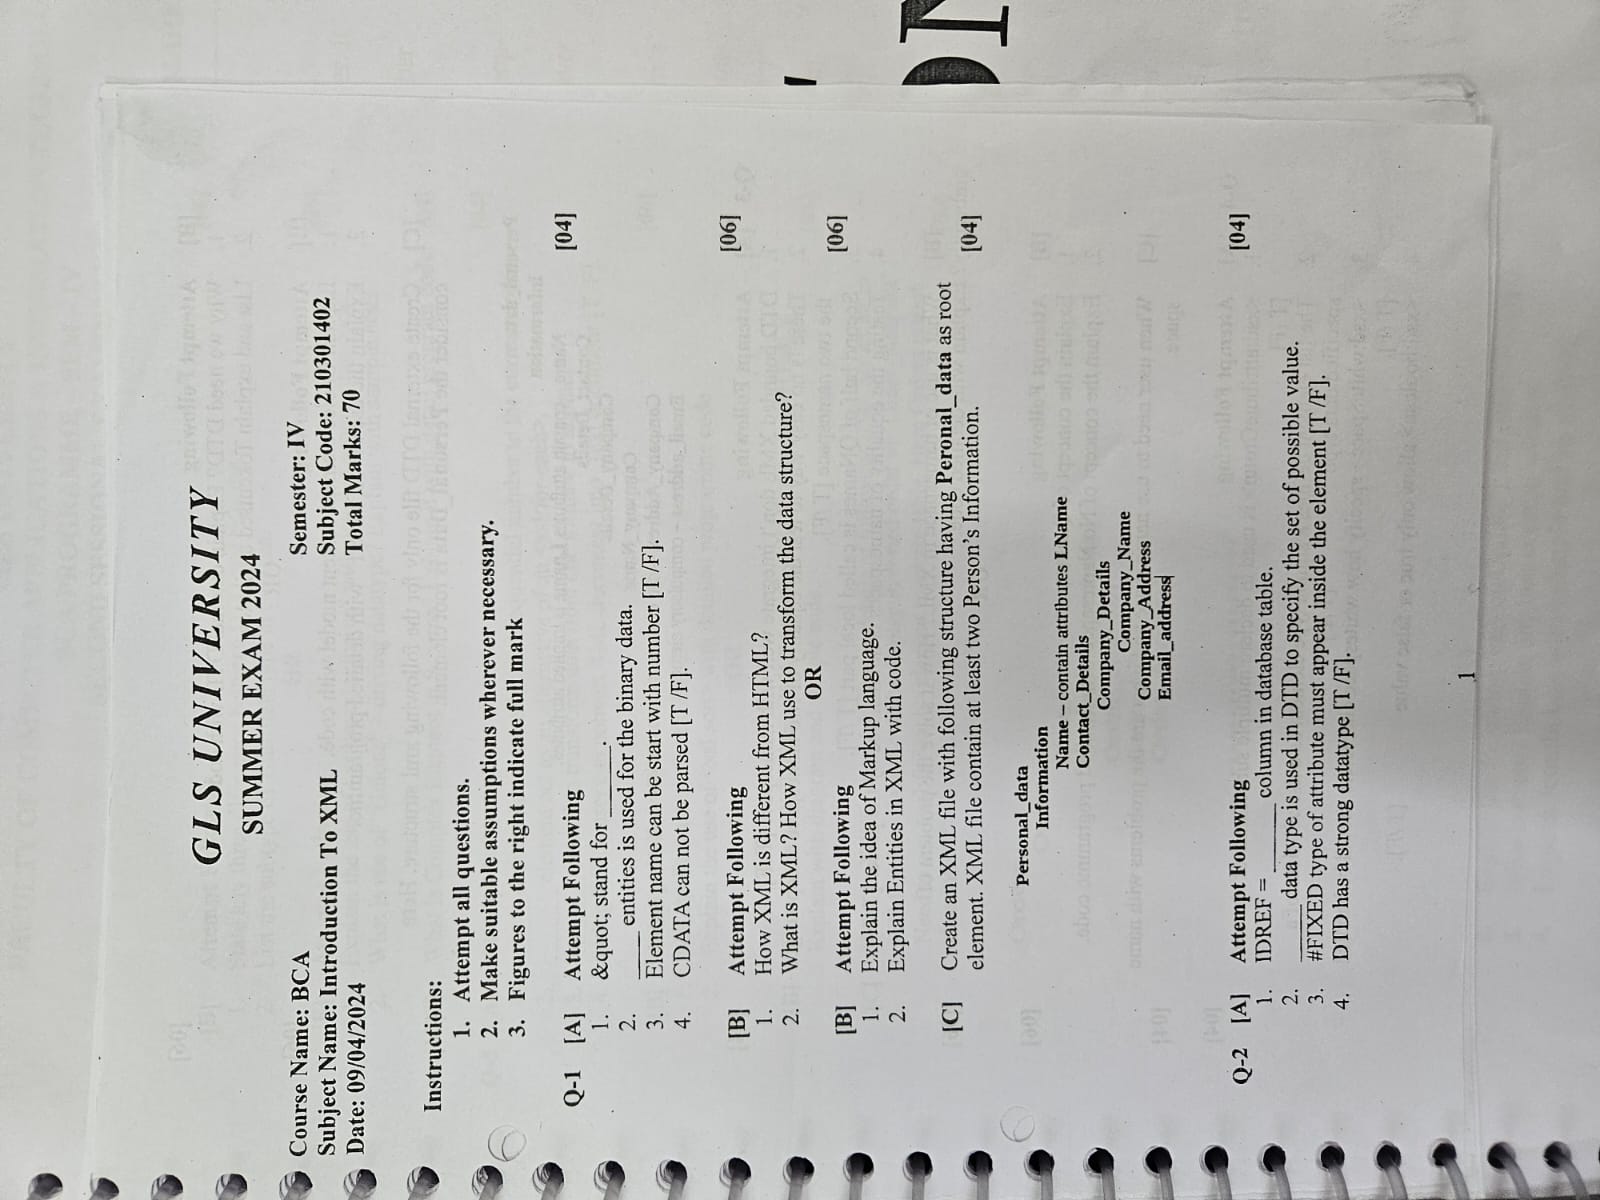 GLS UNIVERSITY
SUMMER EXAM 2024
Course Name: BCA
Semester: IV
Subject Name: Introduction To XML
Subject Code: 210301402
Date: 09/04/2024
Total Marks: 70
Instructions:
1. Attempt all questions.
2. Make suitable assumptions wherever necessary.
3. Figures to the right indicate full mark
Q-1 [A] Attempt Following [04]
1. &quot; stand for ______.
2. ____ entities is used for the binary data.
3. Element name can be start with number [T /F].
4. CDATA can not be parsed [T /F].
[B] Attempt Following [06]
1. How XML is different from HTML?
2. What is XML? How XML use to transform the data structure?
OR
[B] Attempt Following [06]
1. Explain the idea of Markup language.
2. Explain Entities in XML with code.
[C] Create an XML file with following structure having Peronal_data as root
element. XML file contain at least two Person's Information. [04]
Personal_data
Information
Name – contain attributes LName
Contact_Details
Company_Details
Company_Name
Company_Address
Email_address
Q-2 [A] Attempt Following [04]
1. IDREF = ______ column in database table.
2. _____ data type is used in DTD to specify the set of possible value.
3. #FIXED type of attribute must appear inside the element [T /F].
4. DTD has a strong datatype [T /F].
1